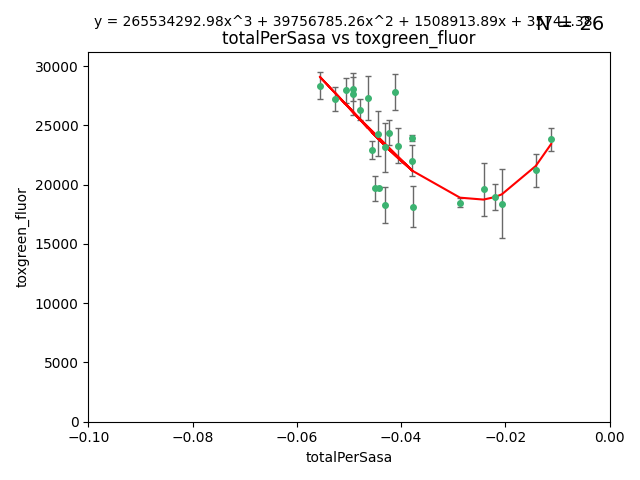 y = 265534292.98x^3 + 39756785.26x^2 + 1508913.89x + 35741.38
N = 26
totalPerSasa vs toxgreen_fluor
30000
25000
20000
15000
10000
5000
0
toxgreen_fluor
−0.10 −0.08 −0.06 −0.04 −0.02 0.00
totalPerSasa